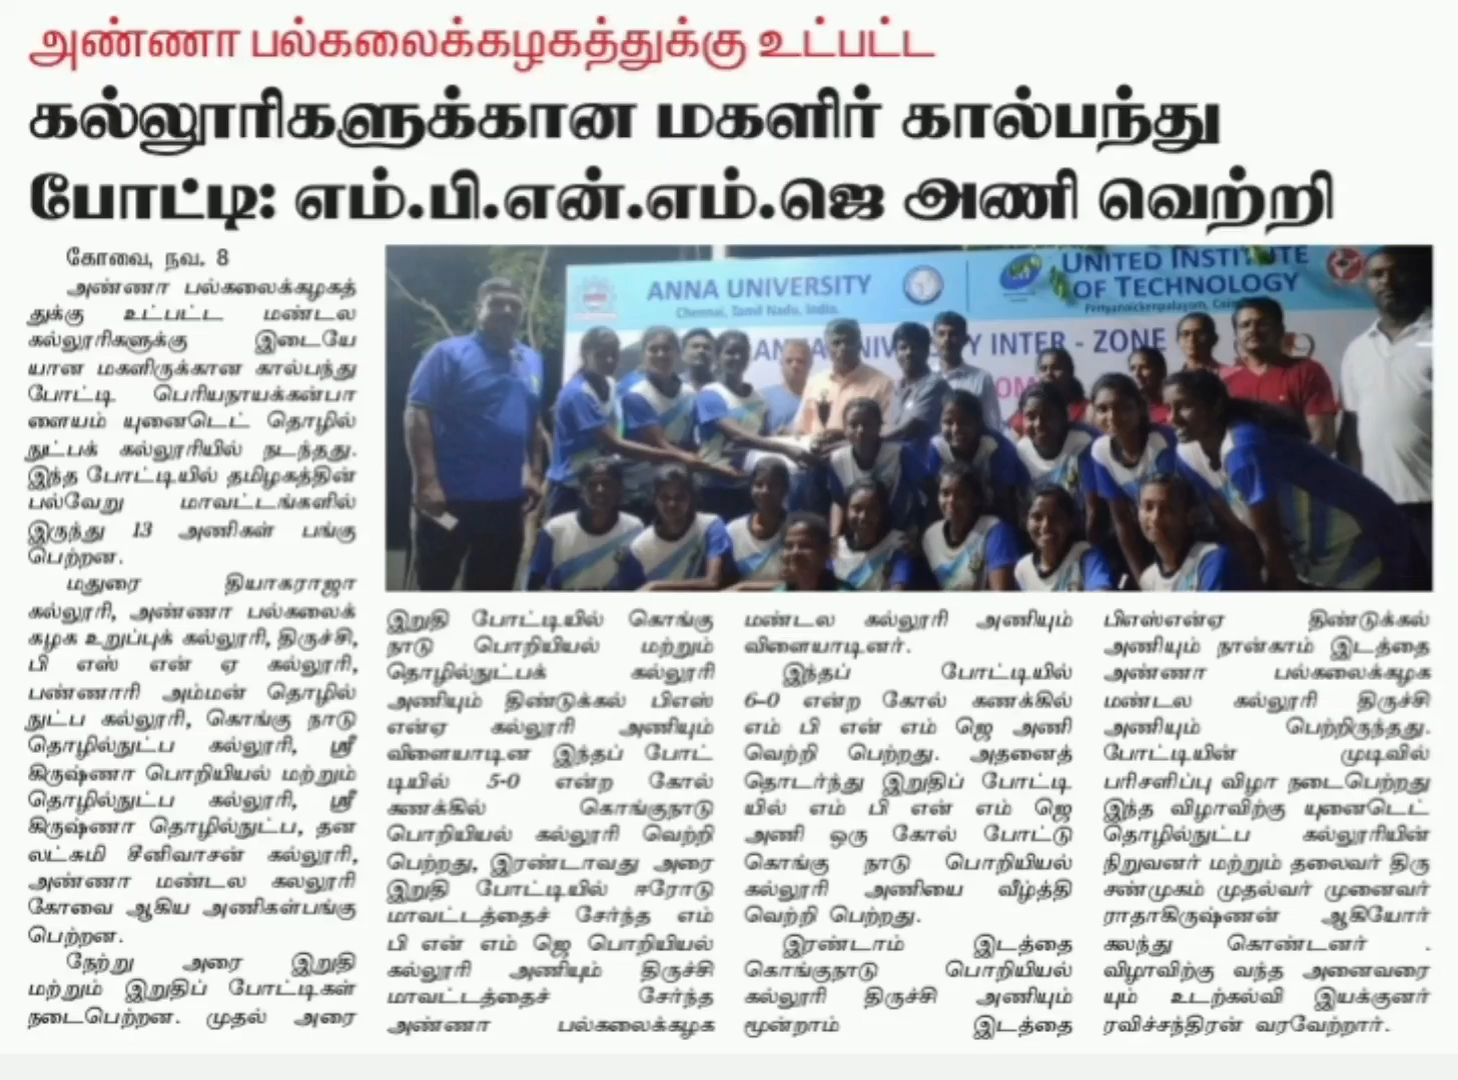 அண்ணா பல்கலைக்கழகத்துக்கு உட்பட்ட
கல்லூரிகளுக்கான மகளிர் கால்பந்து
போட்டி: எம்.பி.என்.எம்.ஜெ அணி வெற்றி
கோவை, நவ. 8
அண்ணா பல்கலைக்கழகத்
துக்கு உட்பட்ட மண்டல
கல்லூரிகளுக்கு இடையே
யான மகளிருக்கான கால்பந்து
போட்டி பெரியநாயக்கன்பா
ளையம் யுனைடெட் தொழில்
நுட்பக் கல்லூரியில் நடந்தது.
இந்த போட்டியில் தமிழகத்தின்
பல்வேறு மாவட்டங்களில்
இருந்து 13 அணிகள் பங்கு
பெற்றன.
மதுரை தியாகராஜா
கல்லூரி, அண்ணா பல்கலைக்
கழக உறுப்புக் கல்லூரி, திருச்சி,
பி எஸ் என் ஏ கல்லூரி,
பண்ணாரி அம்மன் தொழில்
நுட்ப கல்லூரி, கொங்கு நாடு
தொழில்நுட்ப கல்லூரி, ஸ்ரீ
கிருஷ்ணா பொறியியல் மற்றும்
தொழில்நுட்ப கல்லூரி, ஸ்ரீ
கிருஷ்ணா தொழில்நுட்ப, தன
லட்சுமி சீனிவாசன் கல்லூரி,
அண்ணா மண்டல கலலூரி
கோவை ஆகிய அணிகள்பங்கு
பெற்றன.
நேற்று அரை இறுதி
மற்றும் இறுதிப் போட்டிகள்
நடைபெற்றன. முதல் அரை
ANNA UNIVERSITY
Chennai, Tamil Nadu, India.
UNITED INSTITUTE
OF TECHNOLOGY
Periyanaickenpalayam,
INTER - ZONE
இறுதி போட்டியில் கொங்கு
நாடு பொறியியல் மற்றும்
தொழில்நுட்பக் கல்லூரி
அணியும் திண்டுக்கல் பிஎஸ்
என்ஏ கல்லூரி அணியும்
விளையாடின இந்தப் போட்
டியில் 5-0 என்ற கோல்
கணக்கில் கொங்குநாடு
பொறியியல் கல்லூரி வெற்றி
பெற்றது, இரண்டாவது அரை
இறுதி போட்டியில் ஈரோடு
மாவட்டத்தைச் சேர்ந்த எம்
பி என் எம் ஜெ பொறியியல்
கல்லூரி அணியும் திருச்சி
மாவட்டத்தைச் சேர்ந்த
அண்ணா பல்கலைக்கழக
மண்டல கல்லூரி அணியும்
விளையாடினர்.
இந்தப் போட்டியில்
6-0 என்ற கோல் கணக்கில்
எம் பி என் எம் ஜெ அணி
வெற்றி பெற்றது. அதனைத்
தொடர்ந்து இறுதிப் போட்டி
யில் எம் பி என் எம் ஜெ
அணி ஒரு கோல் போட்டு
கொங்கு நாடு பொறியியல்
கல்லூரி அணியை வீழ்த்தி
வெற்றி பெற்றது.
இரண்டாம் இடத்தை
கொங்குநாடு பொறியியல்
கல்லூரி திருச்சி அணியும்
மூன்றாம் இடத்தை
பிஎஸ்என்ஏ திண்டுக்கல்
அணியும் நான்காம் இடத்தை
அண்ணா பல்கலைக்கழக
மண்டல கல்லூரி திருச்சி
அணியும் பெற்றிருந்தது.
போட்டியின் முடிவில்
பரிசளிப்பு விழா நடைபெற்றது
இந்த விழாவிற்கு யுனைடெட்
தொழில்நுட்ப கல்லூரியின்
நிறுவனர் மற்றும் தலைவர் திரு
சண்முகம் முதல்வர் முனைவர்
ராதாகிருஷ்ணன் ஆகியோர்
கலந்து கொண்டனர் .
விழாவிற்கு வந்த அனைவரை
யும் உடற்கல்வி இயக்குனர்
ரவிச்சந்திரன் வரவேற்றார்.